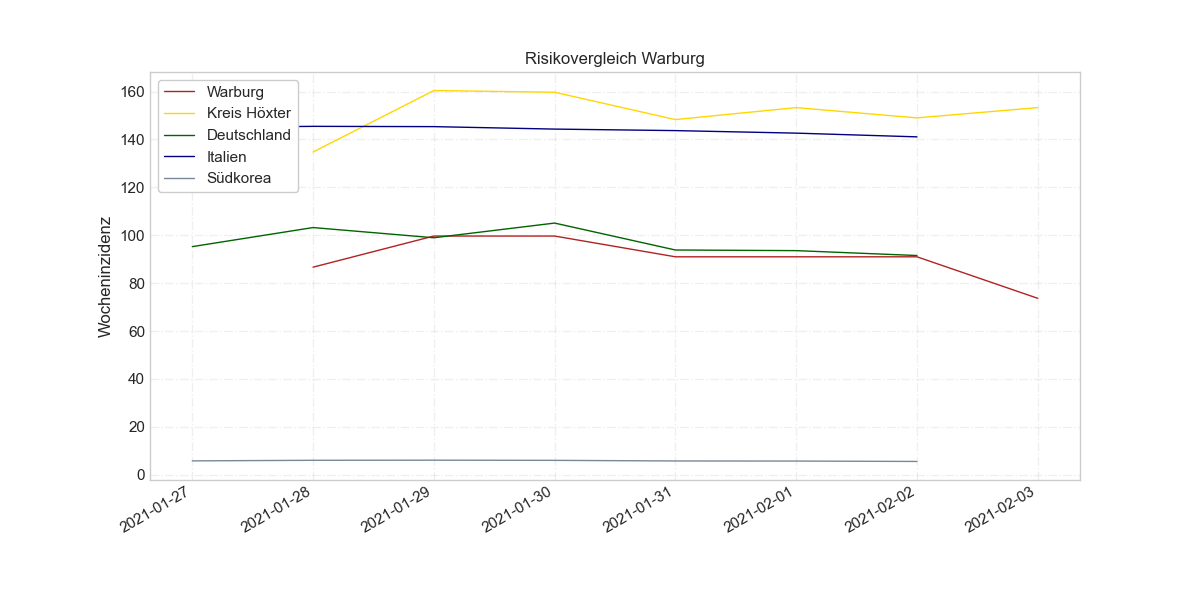 Risikovergleich Warburg
Warburg
Kreis Höxter
Deutschland
Italien
Südkorea
Wocheninzidenz
160
140
120
100
80
60
40
20
0
2021-01-27
2021-01-28
2021-01-29
2021-01-30
2021-01-31
2021-02-01
2021-02-02
2021-02-03